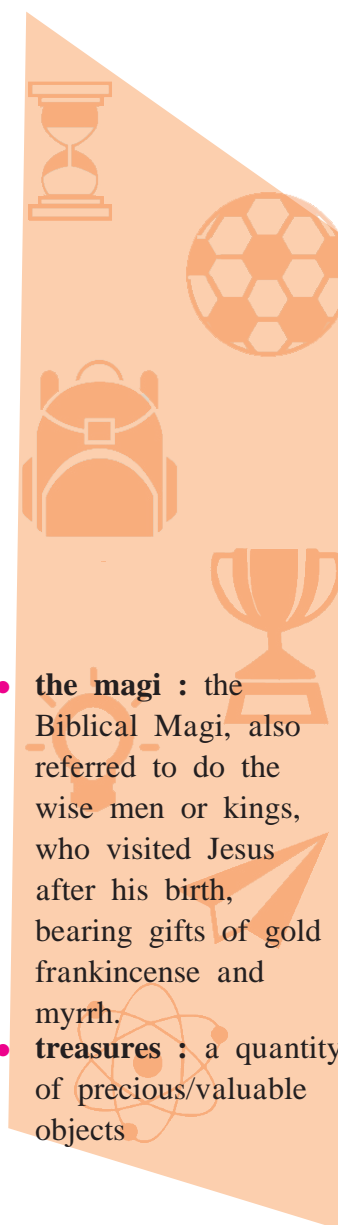 • the magi : the
Biblical Magi, also
referred to do the
wise men or kings,
who visited Jesus
after his birth,
bearing gifts of gold
frankincense and
myrrh.
• treasures : a quantity
of precious/valuable
objects